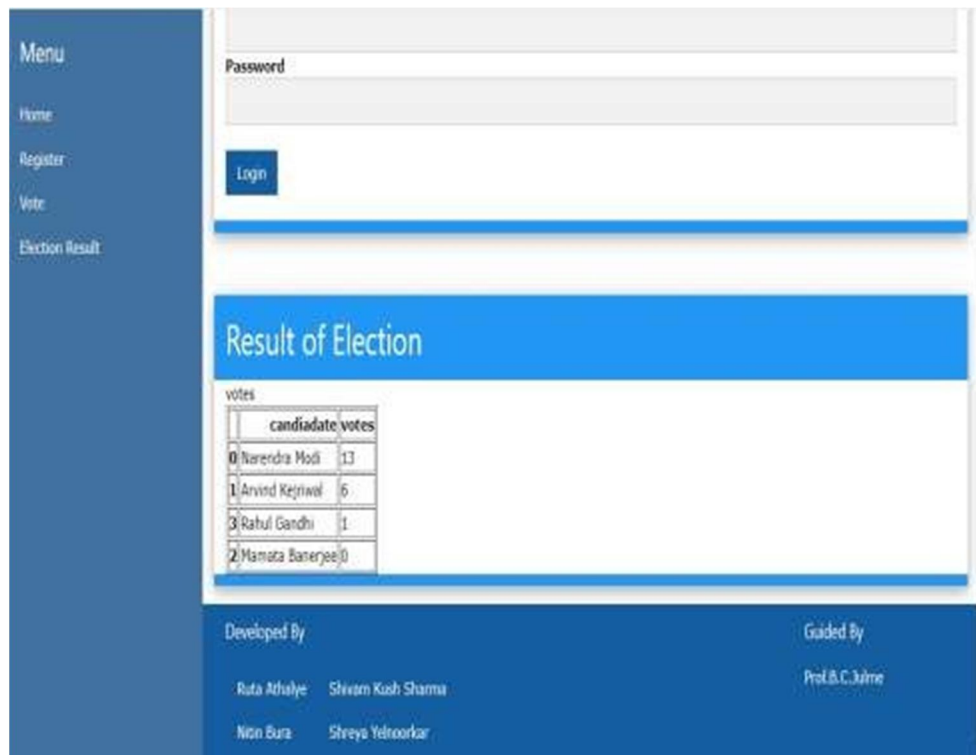 Menu
Home
Register
Vote
Election Result
Password
Login
Result of Election
votes
candiadate votes
0 Narendra Modi 13
1 Arvind Kejriwal 6
3 Rahul Gandhi 1
2 Mamata Banerjee 0
Developed By
Ruta Athalye Shivam Kush Sharma
Nitin Bura Shreya Yelnoorkar
Guided By
Prof.B.C.Julme